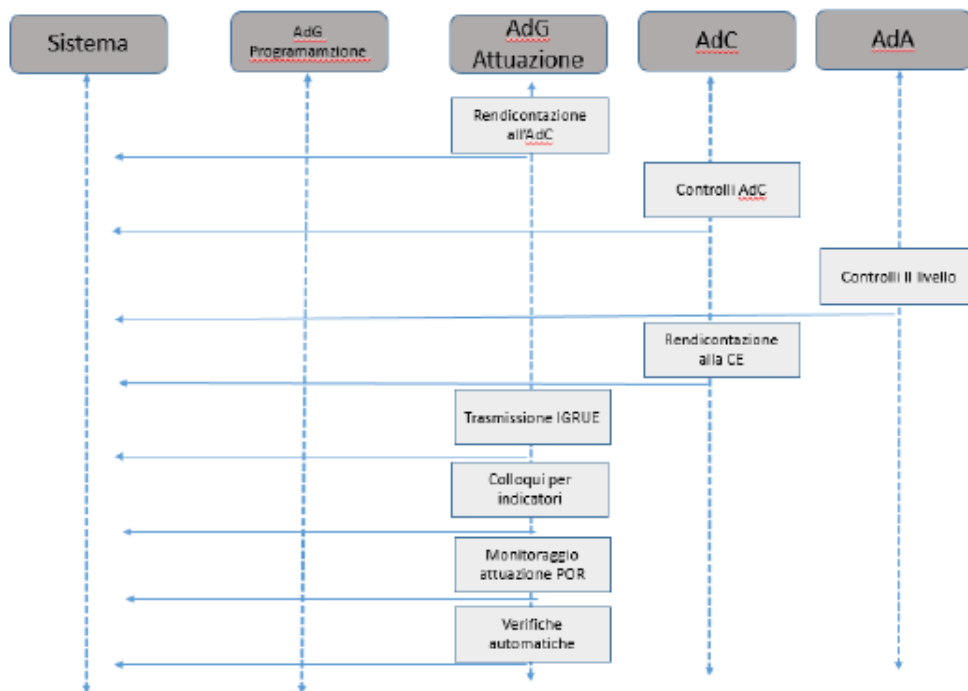 Sistema
AdG
Programamzione
AdG
Attuazione
AdC
AdA
Rendicontazione
all'AdC
Controlli AdC
Controlli II livello
Rendicontazione
alla CE
Trasmissione IGRUE
Colloqui per
indicatori
Monitoraggio
attuazione POR
Verifiche
automatiche